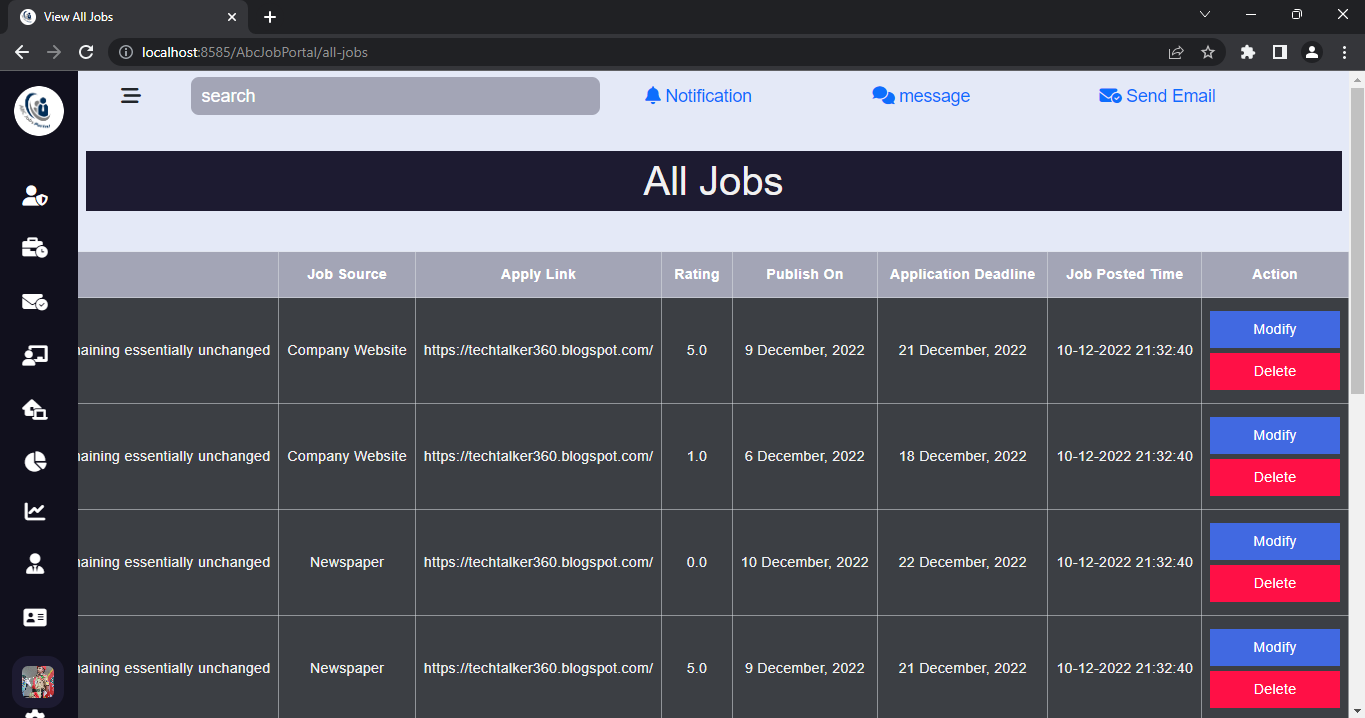 View All Jobs
localhost:8585/AbcJobPortal/all-jobs
search Notification message Send Email
All Jobs
Job Source Apply Link Rating Publish On Application Deadline Job Posted Time Action
aining essentially unchanged Company Website https://techtalker360.blogspot.com/ 5.0 9 December, 2022 21 December, 2022 10-12-2022 21:32:40 Modify
Delete
aining essentially unchanged Company Website https://techtalker360.blogspot.com/ 1.0 6 December, 2022 18 December, 2022 10-12-2022 21:32:40 Modify
Delete
aining essentially unchanged Newspaper https://techtalker360.blogspot.com/ 0.0 10 December, 2022 22 December, 2022 10-12-2022 21:32:40 Modify
Delete
aining essentially unchanged Newspaper https://techtalker360.blogspot.com/ 5.0 9 December, 2022 21 December, 2022 10-12-2022 21:32:40 Modify
Delete